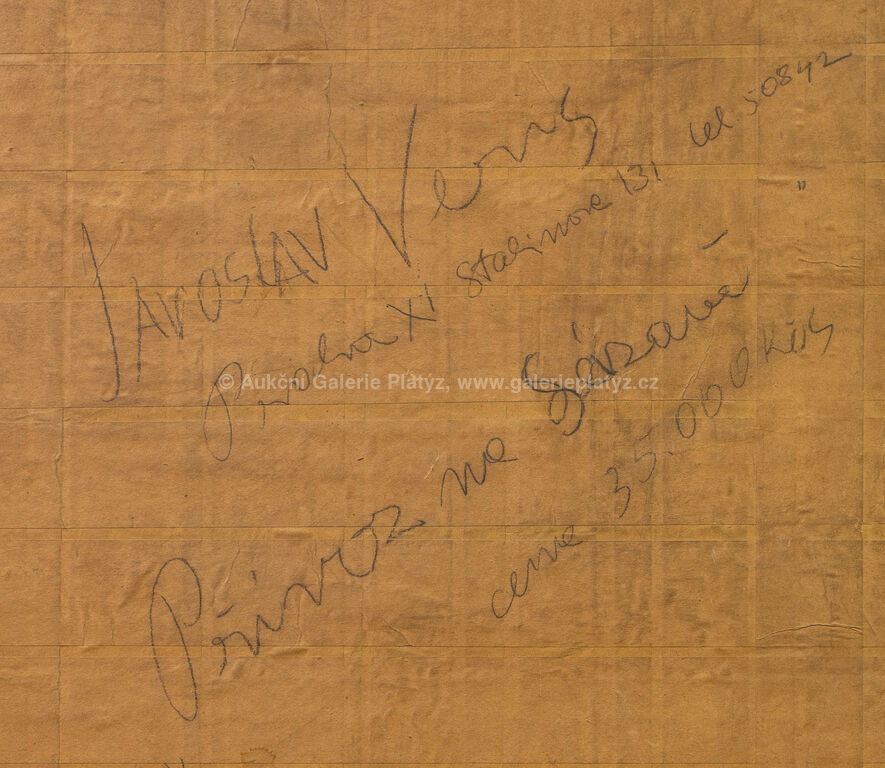 JAROSLAV Veris
Praha XI Stalinova 131 tel 50842
"
© Aukční Galerie Platýz, www.galerieplatyz.cz
Přívoz na Sázavě
cena 35.000 Kčs